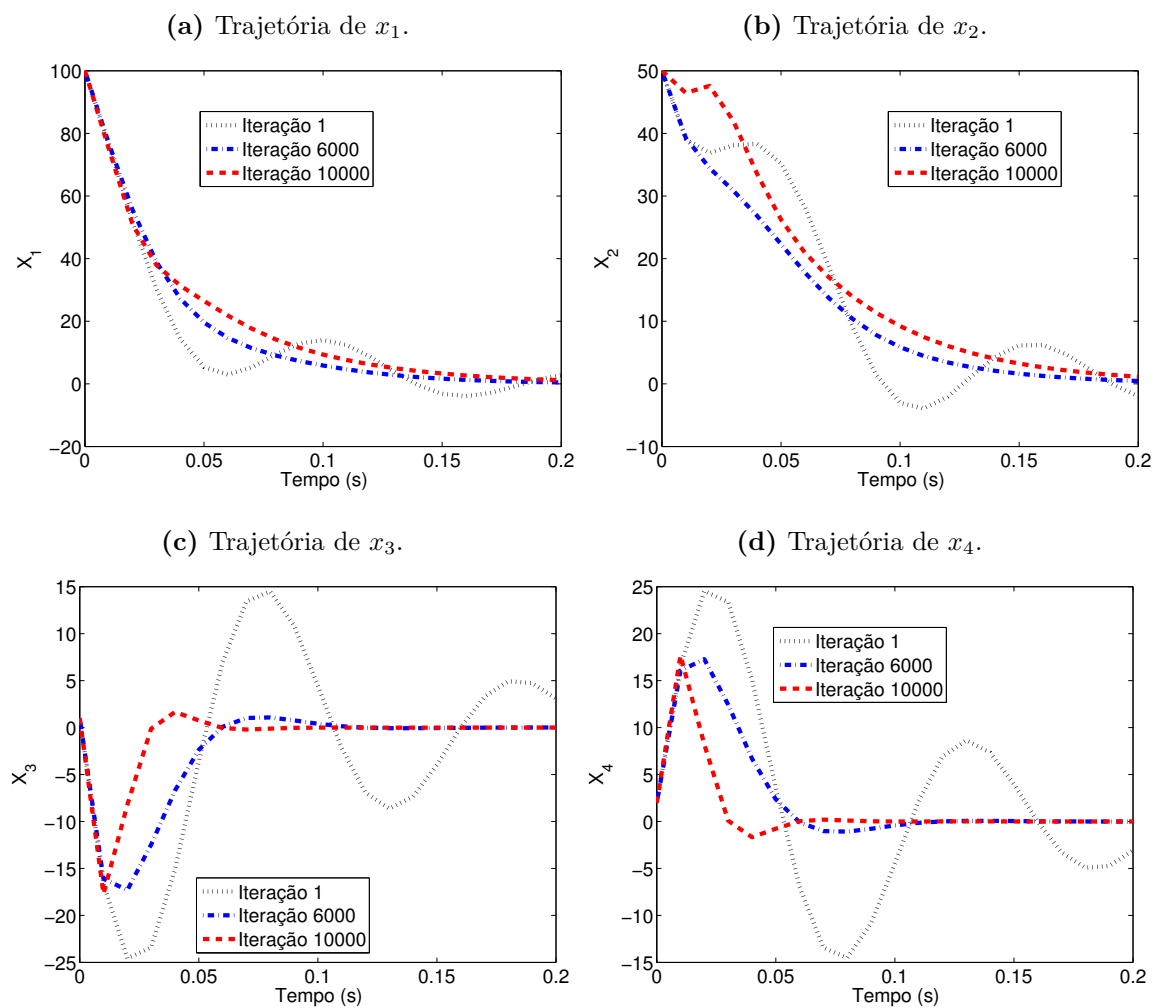 (a) Trajetória de x₁.
100
80
60
40
20
0
−20
X₁
0
0.05
0.1
0.15
0.2
Tempo (s)
Iteração 1
Iteração 6000
Iteração 10000
(b) Trajetória de x₂.
50
40
30
20
10
0
−10
X₂
0
0.05
0.1
0.15
0.2
Tempo (s)
Iteração 1
Iteração 6000
Iteração 10000
(c) Trajetória de x₃.
15
10
5
0
−5
−10
−15
−20
−25
X₃
0
0.05
0.1
0.15
0.2
Tempo (s)
Iteração 1
Iteração 6000
Iteração 10000
(d) Trajetória de x₄.
25
20
15
10
5
0
−5
−10
−15
X₄
0
0.05
0.1
0.15
0.2
Tempo (s)
Iteração 1
Iteração 6000
Iteração 10000